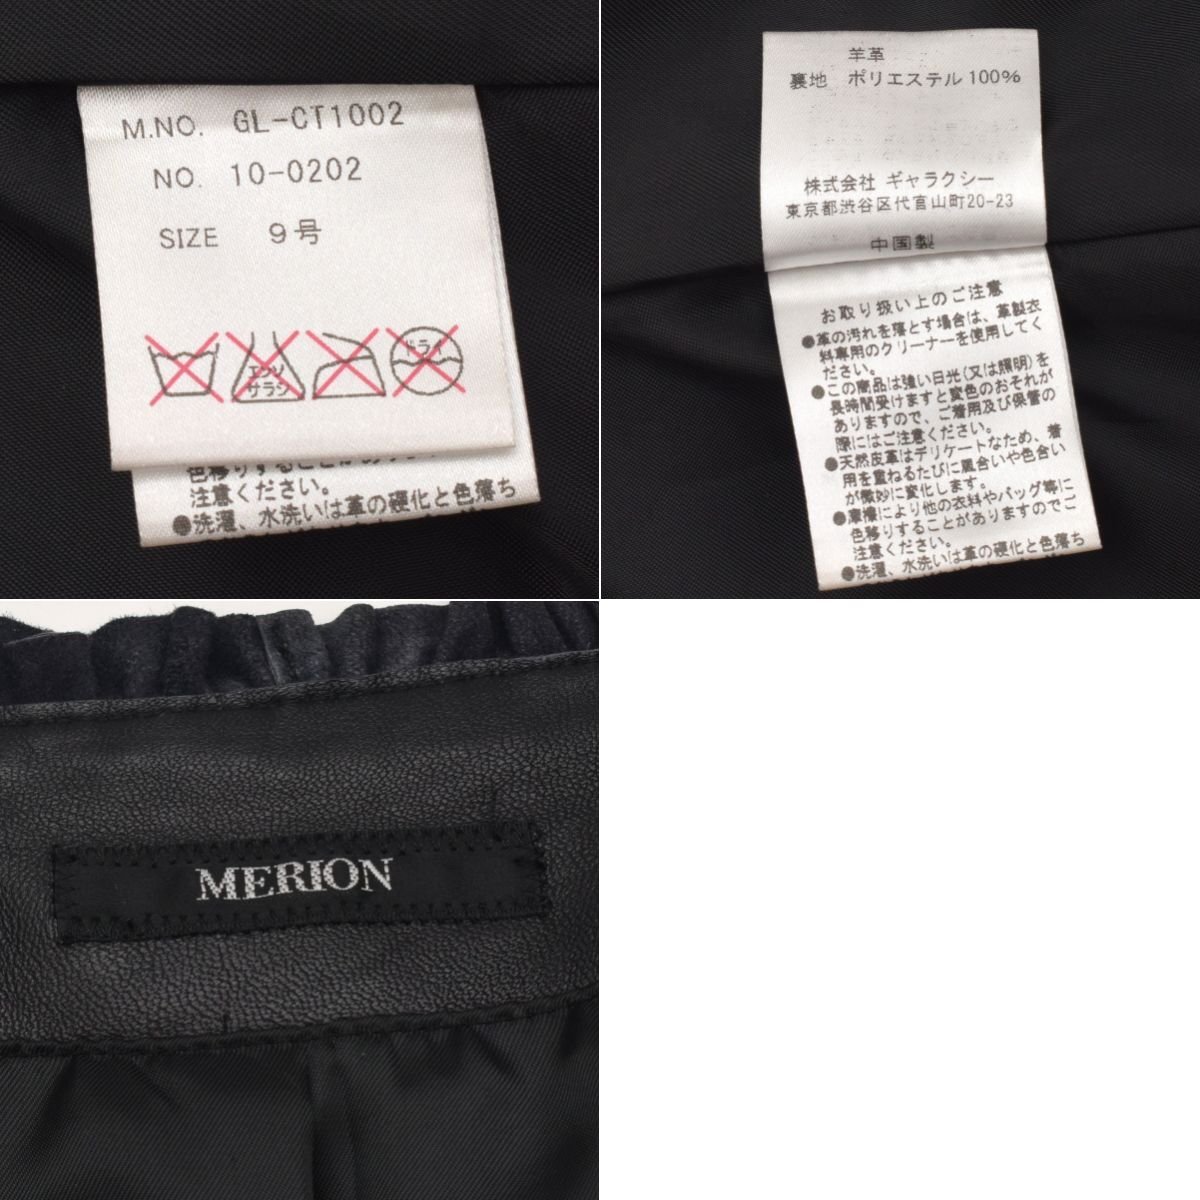 M.NO. GL-CT1002
NO. 10-0202
SIZE 9号
エンソ
サラシ
ドライ
色移りすることがあり
注意ください。
●洗濯、水洗いは革の硬化と色落ち
羊革
裏地 ポリエステル100%
株式会社 ギャラクシー
東京都渋谷区代官山町20-23
中国製
お取り扱い上のご注意
●革の汚れを落とす場合は、革製衣
料専用のクリーナーを使用してく
ださい。
●この商品は強い日光(又は照明)を
長時間受けますと変色のおそれが
ありますので、ご着用及び保管の
際にはご注意ください。
●天然皮革はデリケートなため、着
用を重ねるたびに風合いや色合い
が微妙に変化します。
●摩擦により他の衣料やバッグ等に
色移りすることがありますのでご
注意ください。
●洗濯、水洗いは革の硬化と色落ち
MERION